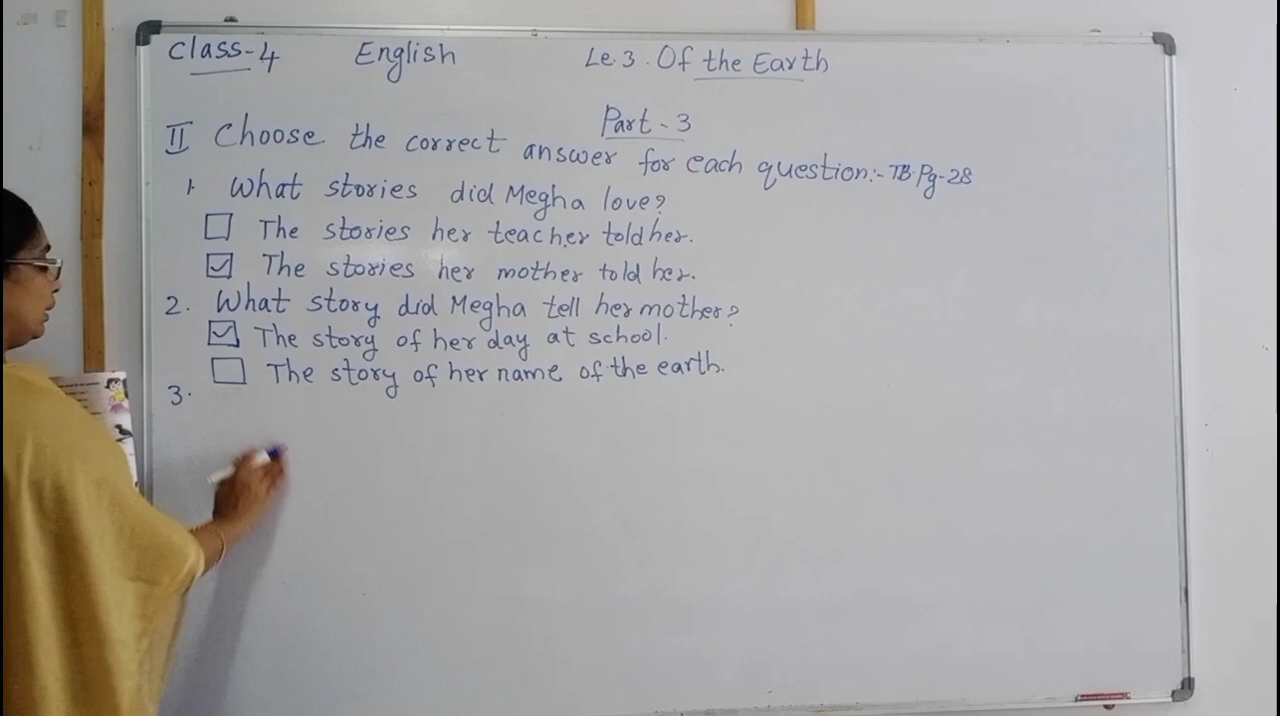 Class-4 English Le.3. Of the Earth
Part-3
II Choose the correct answer for each question:- TB.Pg-28
1. What stories did Megha love?
The stories her teacher told her.
The stories her mother told her.
2. What story did Megha tell her mother?
The story of her day at school.
The story of her name of the earth.
3.